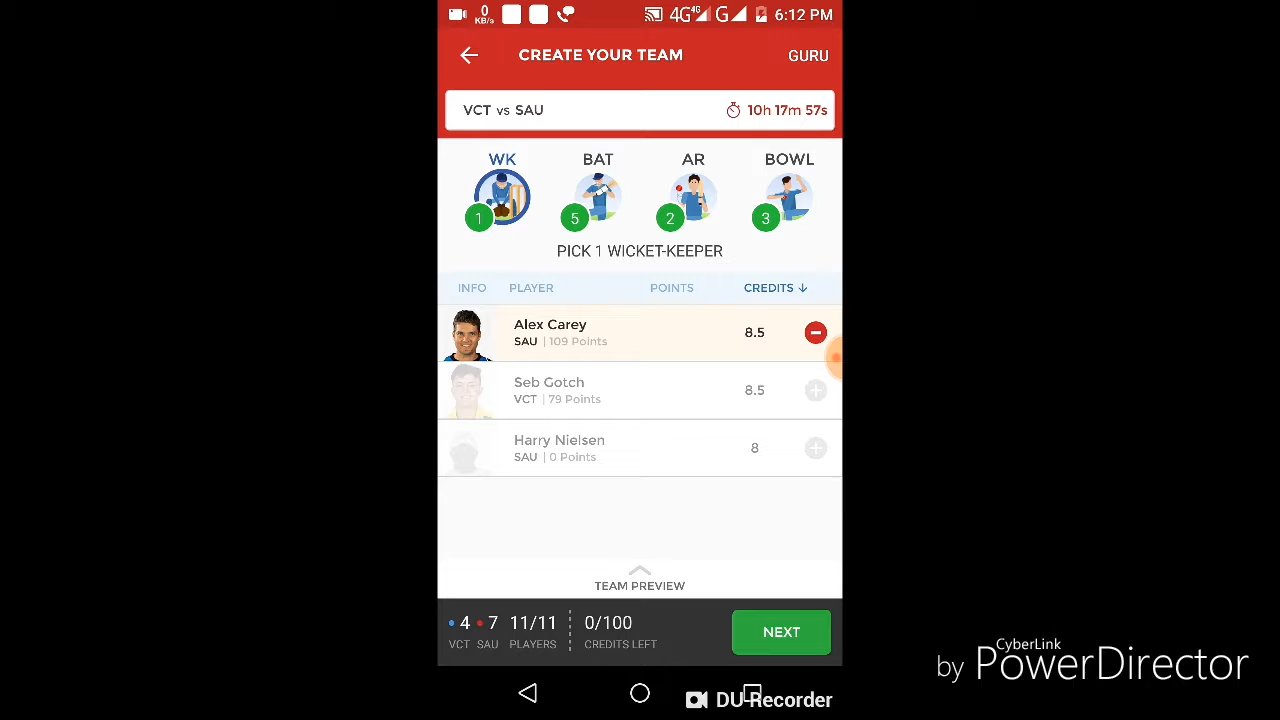 0 KB/s 4G 4G G 6:12 PM
CREATE YOUR TEAM GURU
VCT vs SAU 10h 17m 57s
WK BAT AR BOWL
1 5 2 3
PICK 1 WICKET-KEEPER
INFO PLAYER POINTS CREDITS ↓
Alex Carey
SAU | 109 Points 8.5
Seb Gotch
VCT | 79 Points 8.5
Harry Nielsen
SAU | 0 Points 8
TEAM PREVIEW
4 7 11/11 0/100
VCT SAU PLAYERS CREDITS LEFT
NEXT
DU Recorder
CyberLink
by PowerDirector